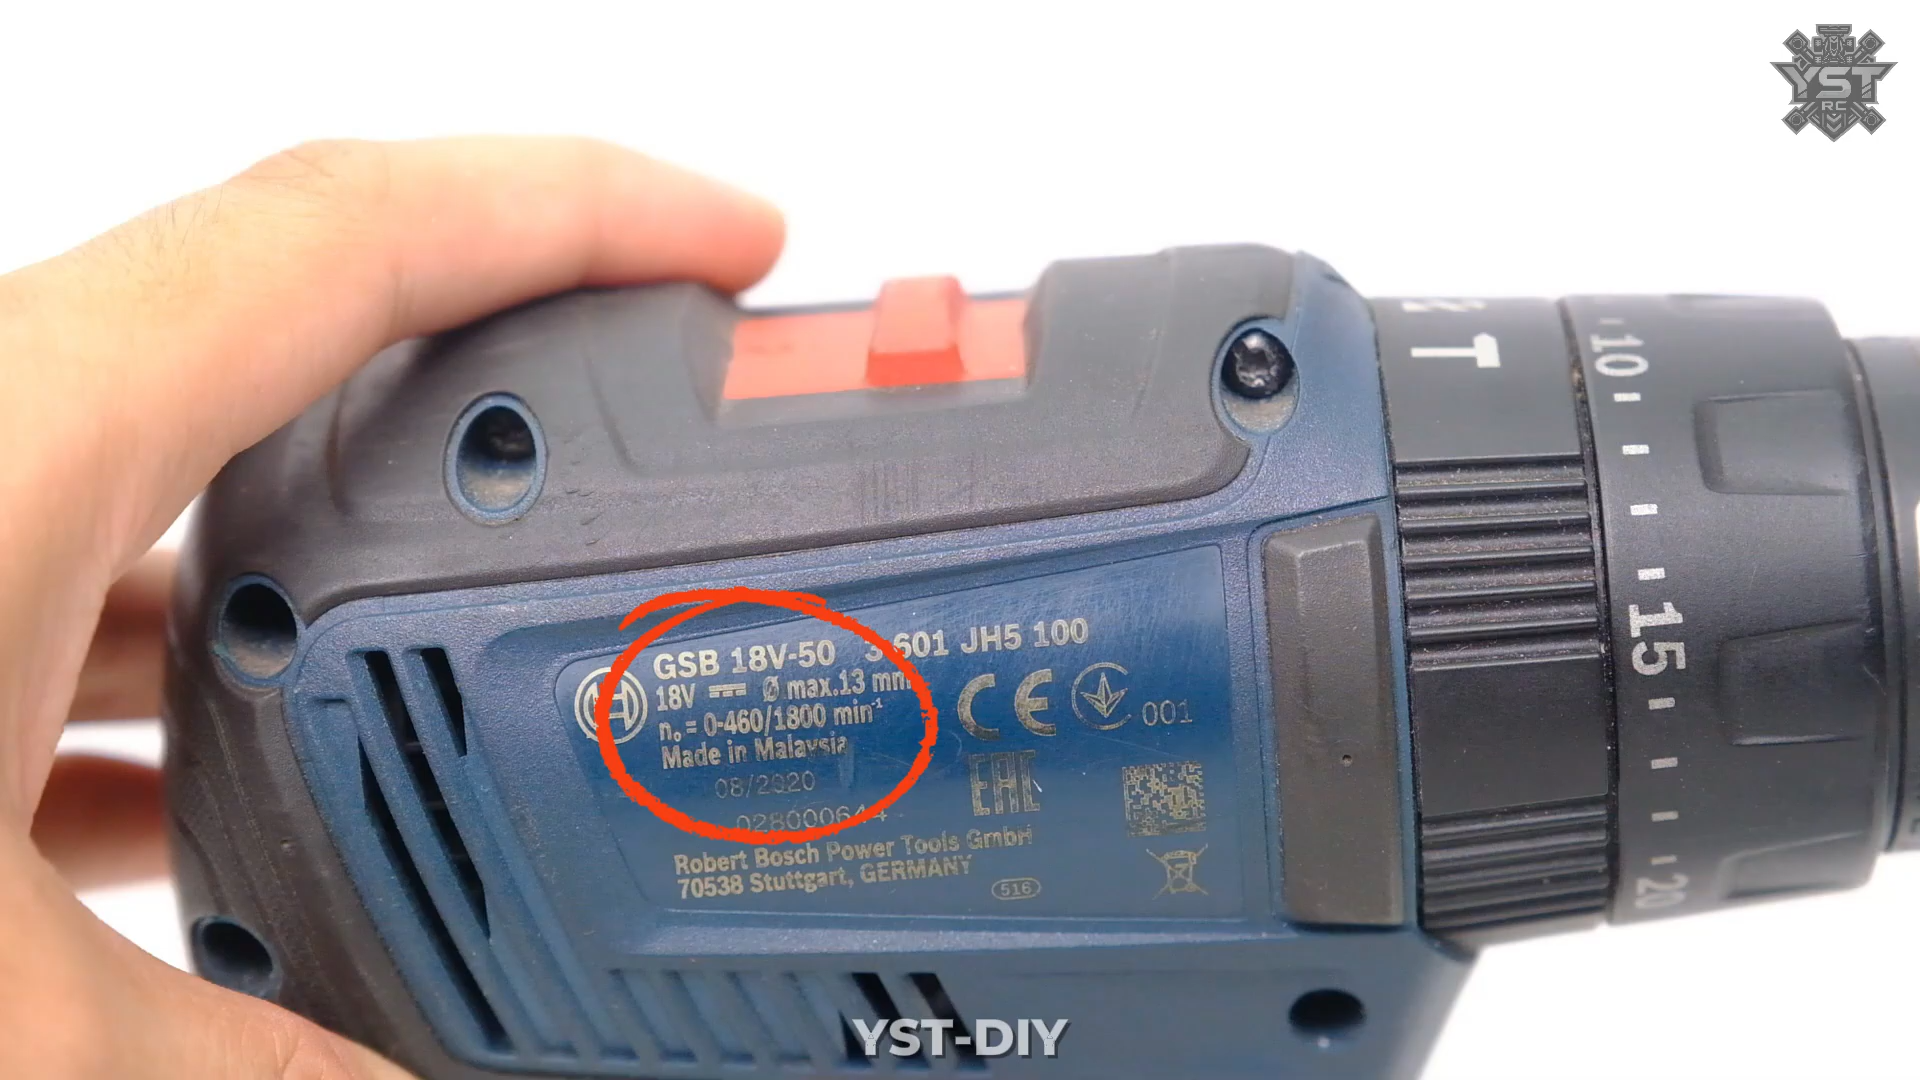 YST
RC
10
15
20
GSB 18V-50 3 601 JH5 100
18V ⎓ Ø max.13 mm
n₀ = 0-460/1800 min⁻¹
Made in Malaysia
08/2020
CE
001
EAC
Robert Bosch Power Tools GmbH
70538 Stuttgart, GERMANY
516
YST-DIY